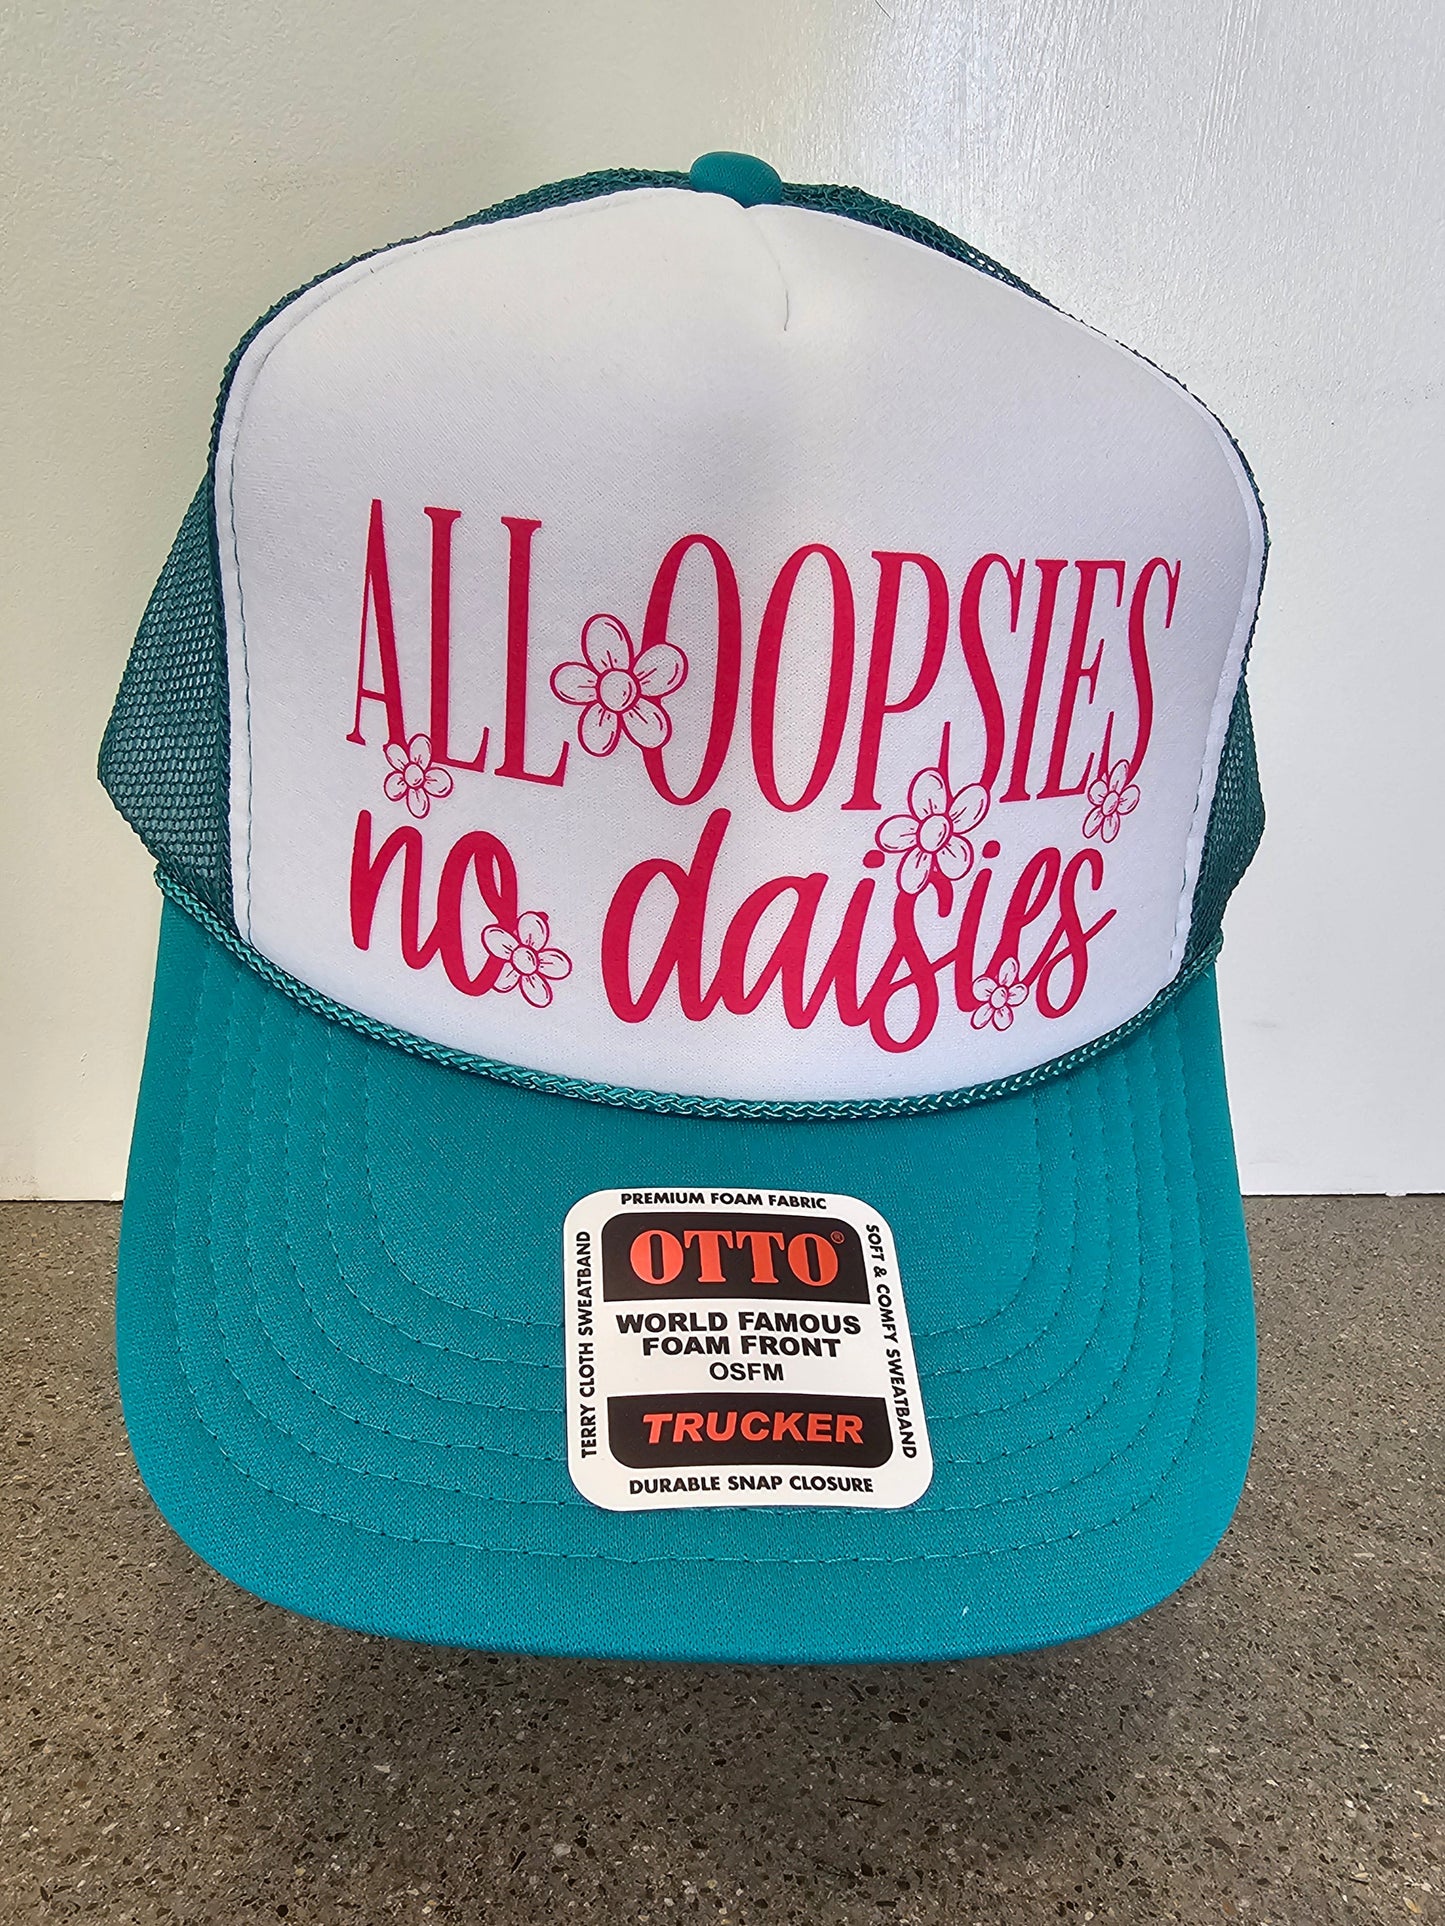 ALL OOPSIES
no daisies
PREMIUM FOAM FABRIC
OTTO®
WORLD FAMOUS
FOAM FRONT
OSFM
TRUCKER
DURABLE SNAP CLOSURE
TERRY CLOTH SWEATBAND
SOFT & COMFY SWEATBAND